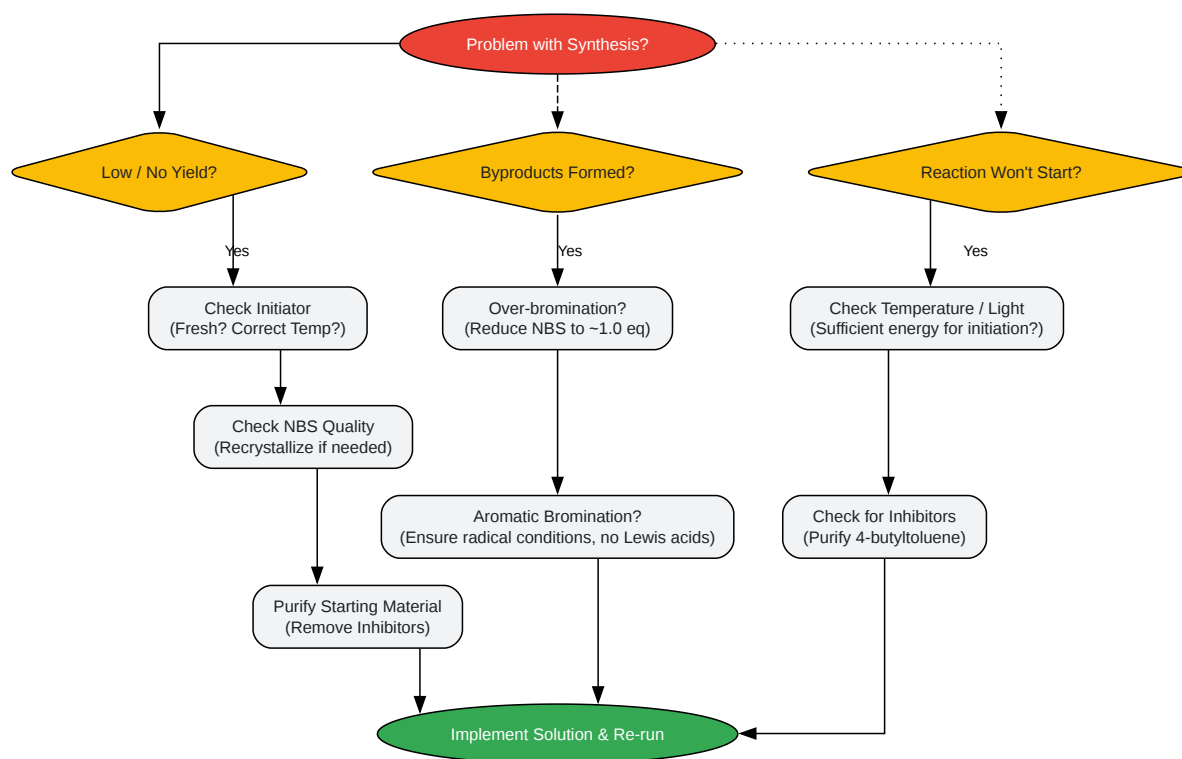 Problem with Synthesis?
Low / No Yield?
Byproducts Formed?
Reaction Won't Start?
Yes
Yes
Yes
Check Initiator
(Fresh? Correct Temp?)
Over-bromination?
(Reduce NBS to ~1.0 eq)
Check Temperature / Light
(Sufficient energy for initiation?)
Check NBS Quality
(Recrystallize if needed)
Aromatic Bromination?
(Ensure radical conditions, no Lewis acids)
Check for Inhibitors
(Purify 4-butyltoluene)
Purify Starting Material
(Remove Inhibitors)
Implement Solution & Re-run